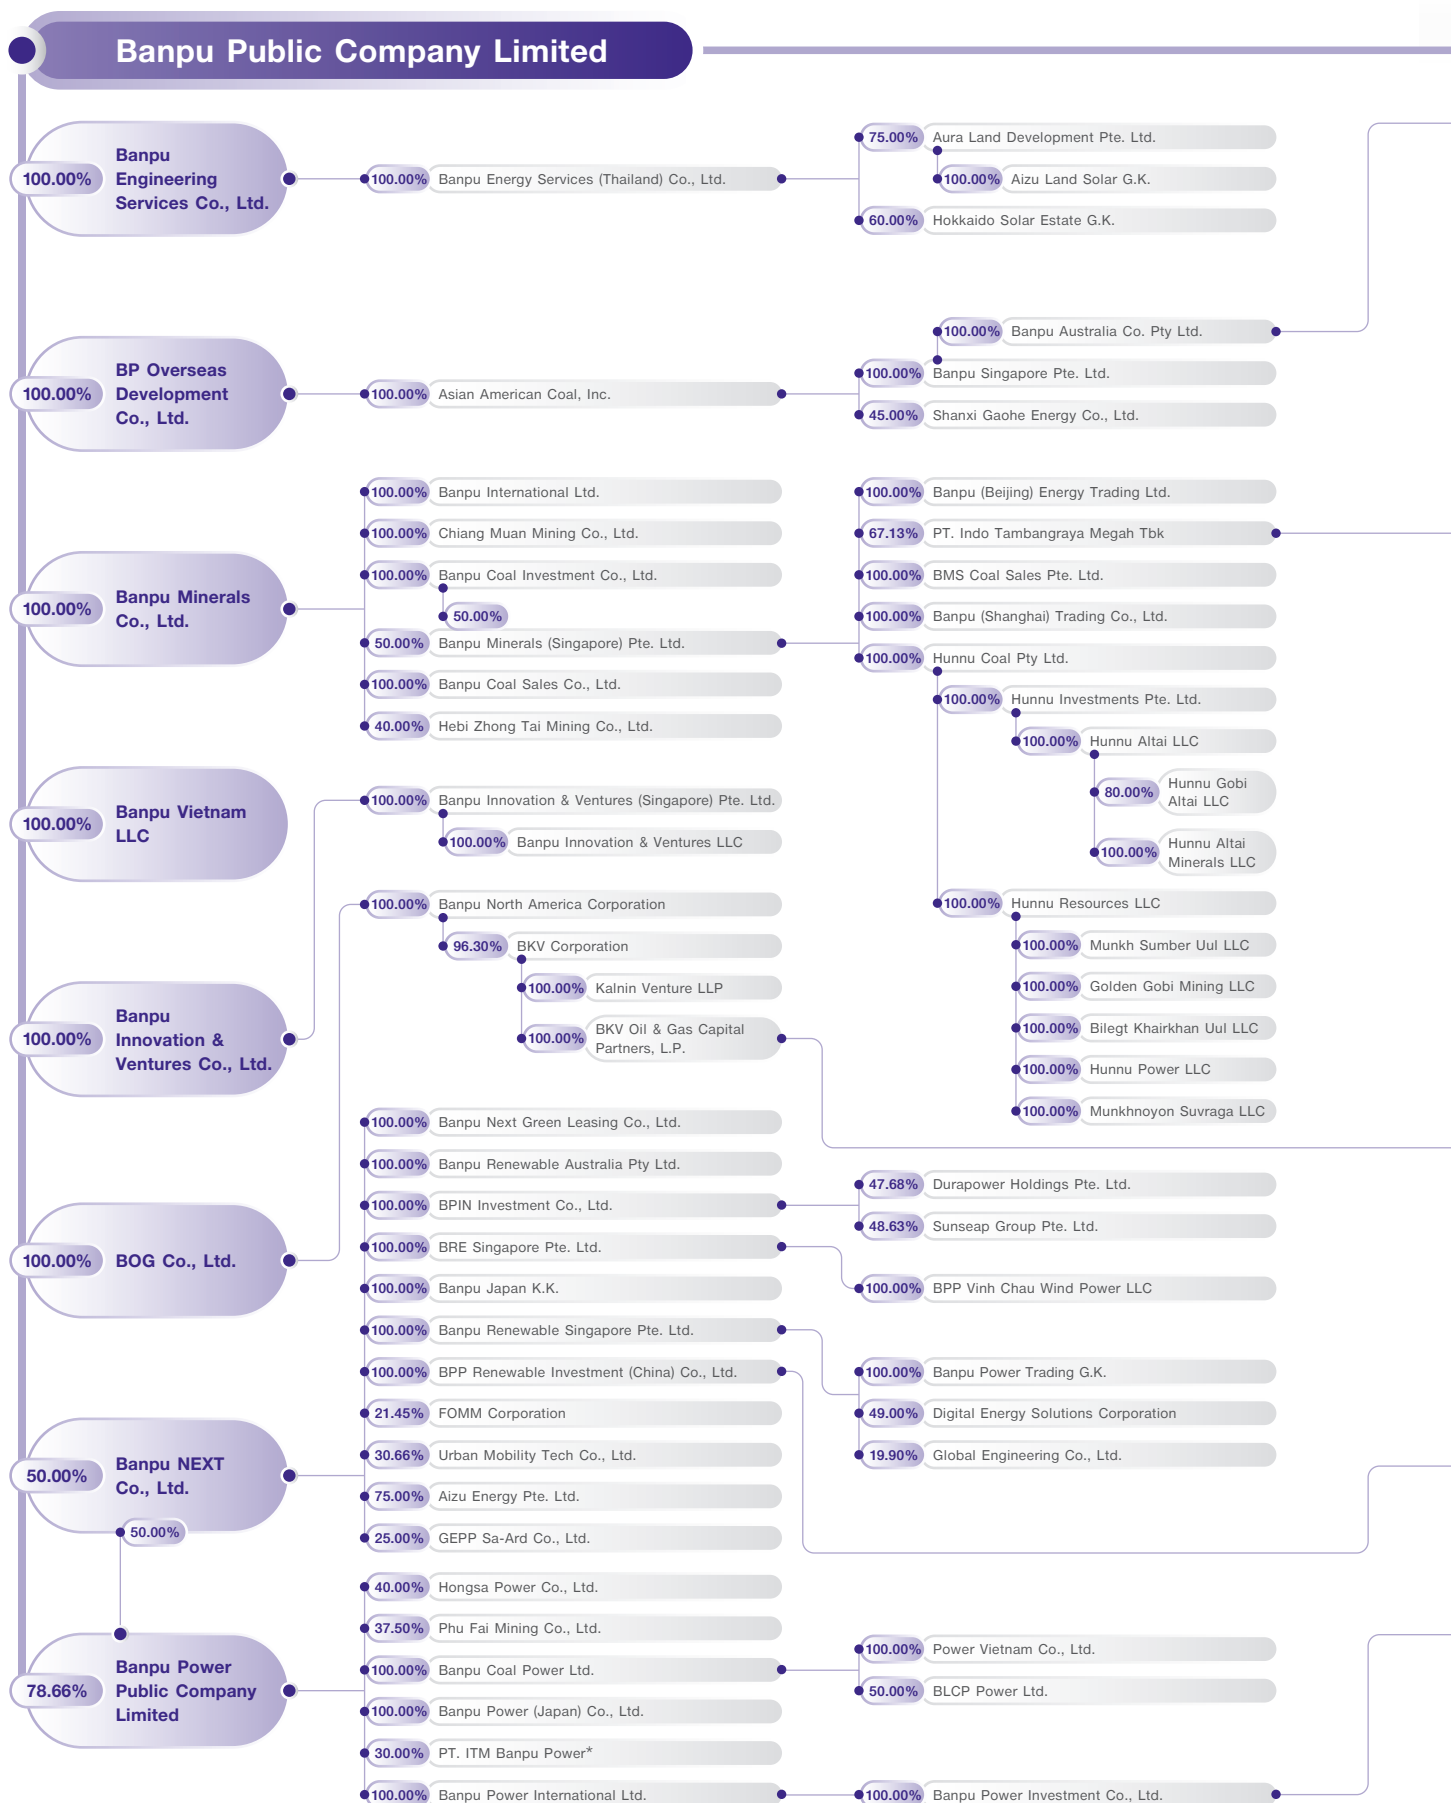 Banpu Public Company Limited
100.00%
Banpu
Engineering
Services Co., Ltd.
100.00% Banpu Energy Services (Thailand) Co., Ltd.
75.00% Aura Land Development Pte. Ltd.
100.00% Aizu Land Solar G.K.
60.00% Hokkaido Solar Estate G.K.
100.00%
BP Overseas
Development
Co., Ltd.
100.00% Asian American Coal, Inc.
100.00% Banpu Australia Co. Pty Ltd.
100.00% Banpu Singapore Pte. Ltd.
45.00% Shanxi Gaohe Energy Co., Ltd.
100.00%
Banpu Minerals
Co., Ltd.
100.00% Banpu International Ltd.
100.00% Chiang Muan Mining Co., Ltd.
100.00% Banpu Coal Investment Co., Ltd.
50.00%
50.00% Banpu Minerals (Singapore) Pte. Ltd.
100.00% Banpu Coal Sales Co., Ltd.
40.00% Hebi Zhong Tai Mining Co., Ltd.
100.00% Banpu (Beijing) Energy Trading Ltd.
67.13% PT. Indo Tambangraya Megah Tbk
100.00% BMS Coal Sales Pte. Ltd.
100.00% Banpu (Shanghai) Trading Co., Ltd.
100.00% Hunnu Coal Pty Ltd.
100.00% Hunnu Investments Pte. Ltd.
100.00% Hunnu Altai LLC
80.00%
Hunnu Gobi
Altai LLC
100.00%
Hunnu Altai
Minerals LLC
100.00% Hunnu Resources LLC
100.00% Munkh Sumber Uul LLC
100.00% Golden Gobi Mining LLC
100.00% Bilegt Khairkhan Uul LLC
100.00% Hunnu Power LLC
100.00% Munkhnoyon Suvraga LLC
100.00%
Banpu Vietnam
LLC
100.00%
Banpu
Innovation &
Ventures Co., Ltd.
100.00% Banpu Innovation & Ventures (Singapore) Pte. Ltd.
100.00% Banpu Innovation & Ventures LLC
100.00% BOG Co., Ltd.
100.00% Banpu North America Corporation
96.30% BKV Corporation
100.00% Kalnin Venture LLP
100.00%
BKV Oil & Gas Capital
Partners, L.P.
50.00%
Banpu NEXT
Co., Ltd.
50.00%
100.00% Banpu Next Green Leasing Co., Ltd.
100.00% Banpu Renewable Australia Pty Ltd.
100.00% BPIN Investment Co., Ltd.
100.00% BRE Singapore Pte. Ltd.
100.00% Banpu Japan K.K.
100.00% Banpu Renewable Singapore Pte. Ltd.
100.00% BPP Renewable Investment (China) Co., Ltd.
21.45% FOMM Corporation
30.66% Urban Mobility Tech Co., Ltd.
75.00% Aizu Energy Pte. Ltd.
25.00% GEPP Sa-Ard Co., Ltd.
47.68% Durapower Holdings Pte. Ltd.
48.63% Sunseap Group Pte. Ltd.
100.00% BPP Vinh Chau Wind Power LLC
100.00% Banpu Power Trading G.K.
49.00% Digital Energy Solutions Corporation
19.90% Global Engineering Co., Ltd.
78.66%
Banpu Power
Public Company
Limited
40.00% Hongsa Power Co., Ltd.
37.50% Phu Fai Mining Co., Ltd.
100.00% Banpu Coal Power Ltd.
100.00% Banpu Power (Japan) Co., Ltd.
30.00% PT. ITM Banpu Power*
100.00% Banpu Power International Ltd.
100.00% Power Vietnam Co., Ltd.
50.00% BLCP Power Ltd.
100.00% Banpu Power Investment Co., Ltd.